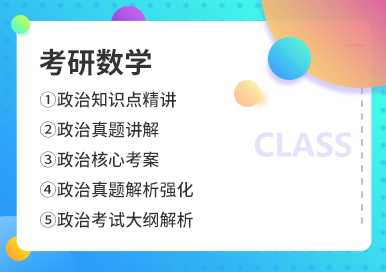 考研数学
①政治知识点精讲
②政治真题讲解
③政治核心考案
④政治真题解析强化
⑤政治考试大纲解析
CLASS